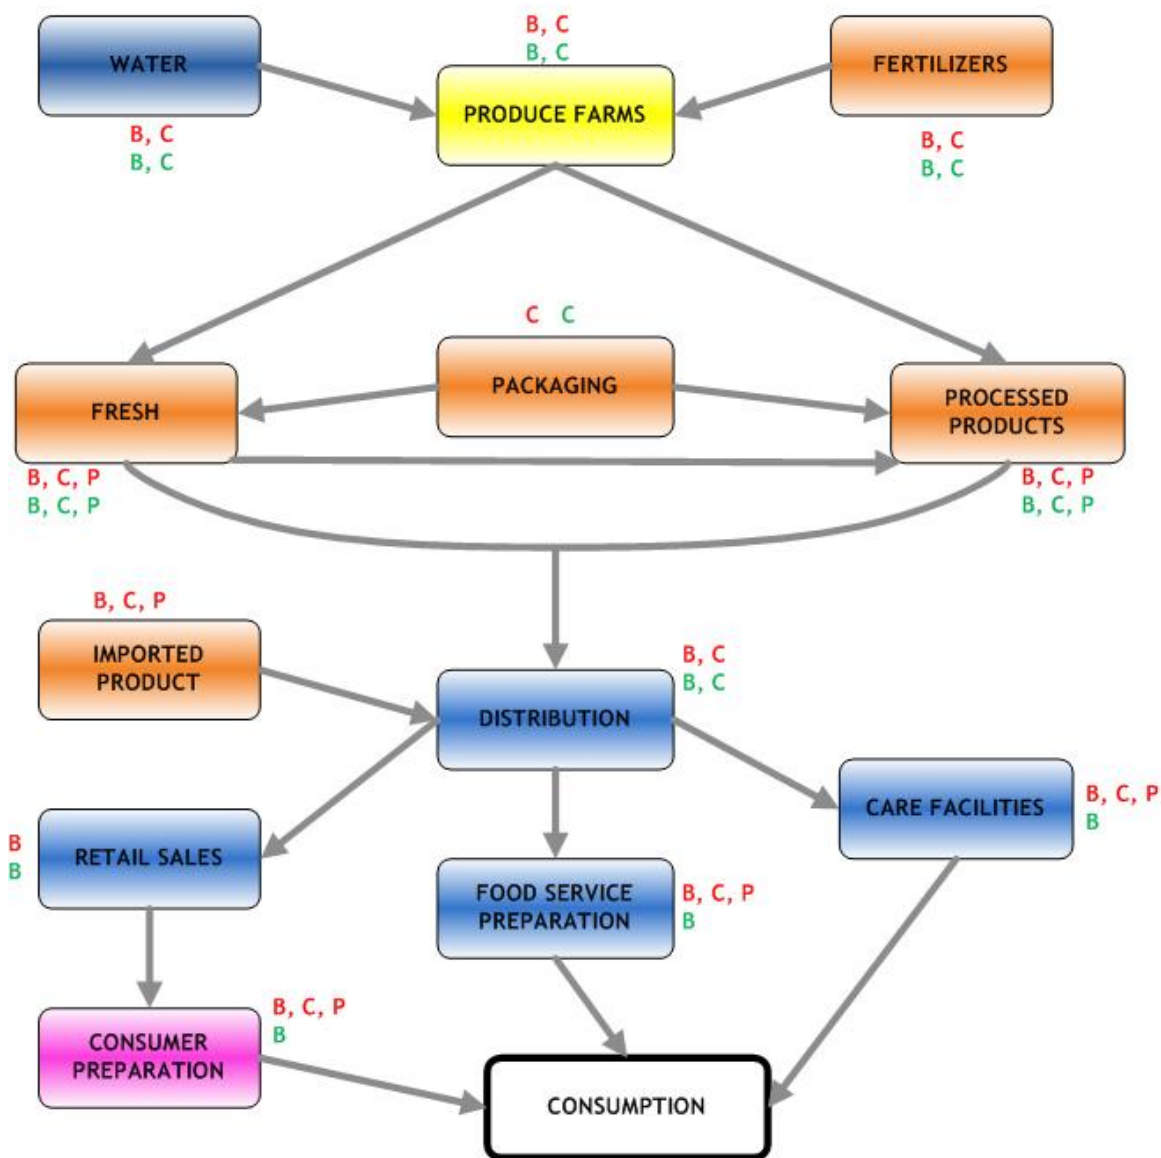 B, C
B, C
WATER
FERTILIZERS
PRODUCE FARMS
B, C
B, C
B, C
B, C
C C
PACKAGING
FRESH
PROCESSED
PRODUCTS
B, C, P
B, C, P
B, C, P
B, C, P
B, C, P
IMPORTED
PRODUCT
B, C
B, C
DISTRIBUTION
CARE FACILITIES
B, C, P
B
B
B
RETAIL SALES
FOOD SERVICE
PREPARATION
B, C, P
B
B, C, P
B
CONSUMER
PREPARATION
CONSUMPTION